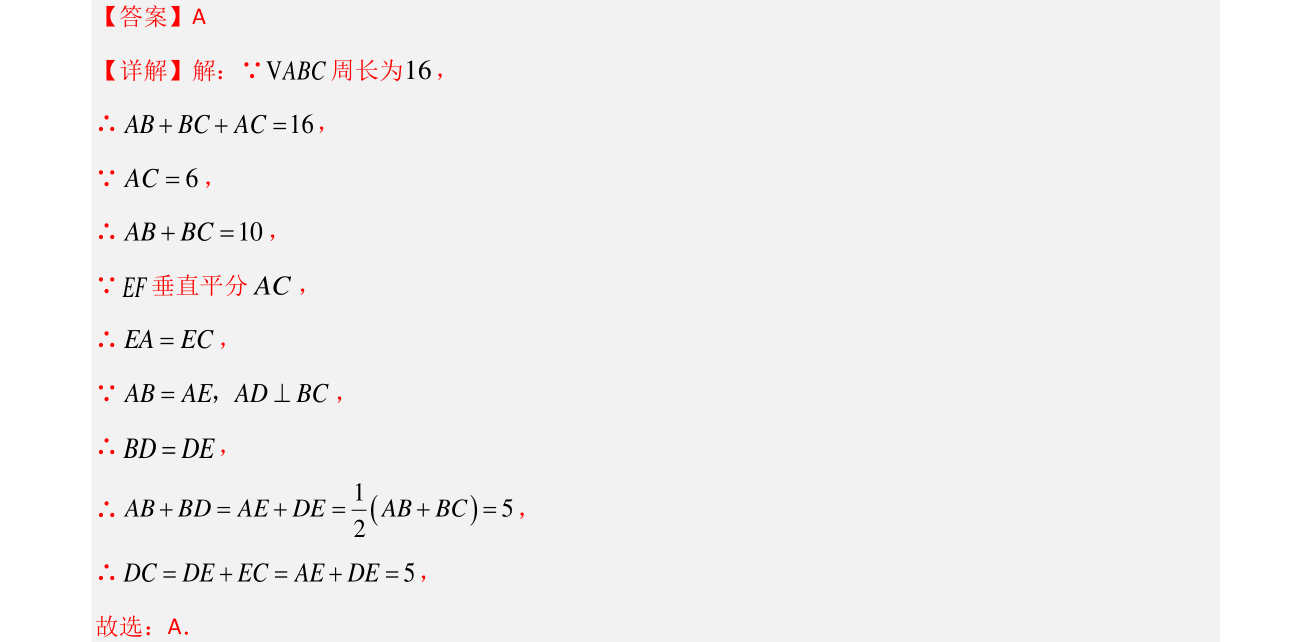 【答案】A
【详解】解：∵VABC周长为16，
∴AB+BC+AC=16，
∵AC=6，
∴AB+BC=10，
∵EF垂直平分AC，
∴EA=EC，
∵AB=AE，AD⊥BC，
∴BD=DE，
∴AB+BD=AE+DE=1/2(AB+BC)=5，
∴DC=DE+EC=AE+DE=5，
故选：A.